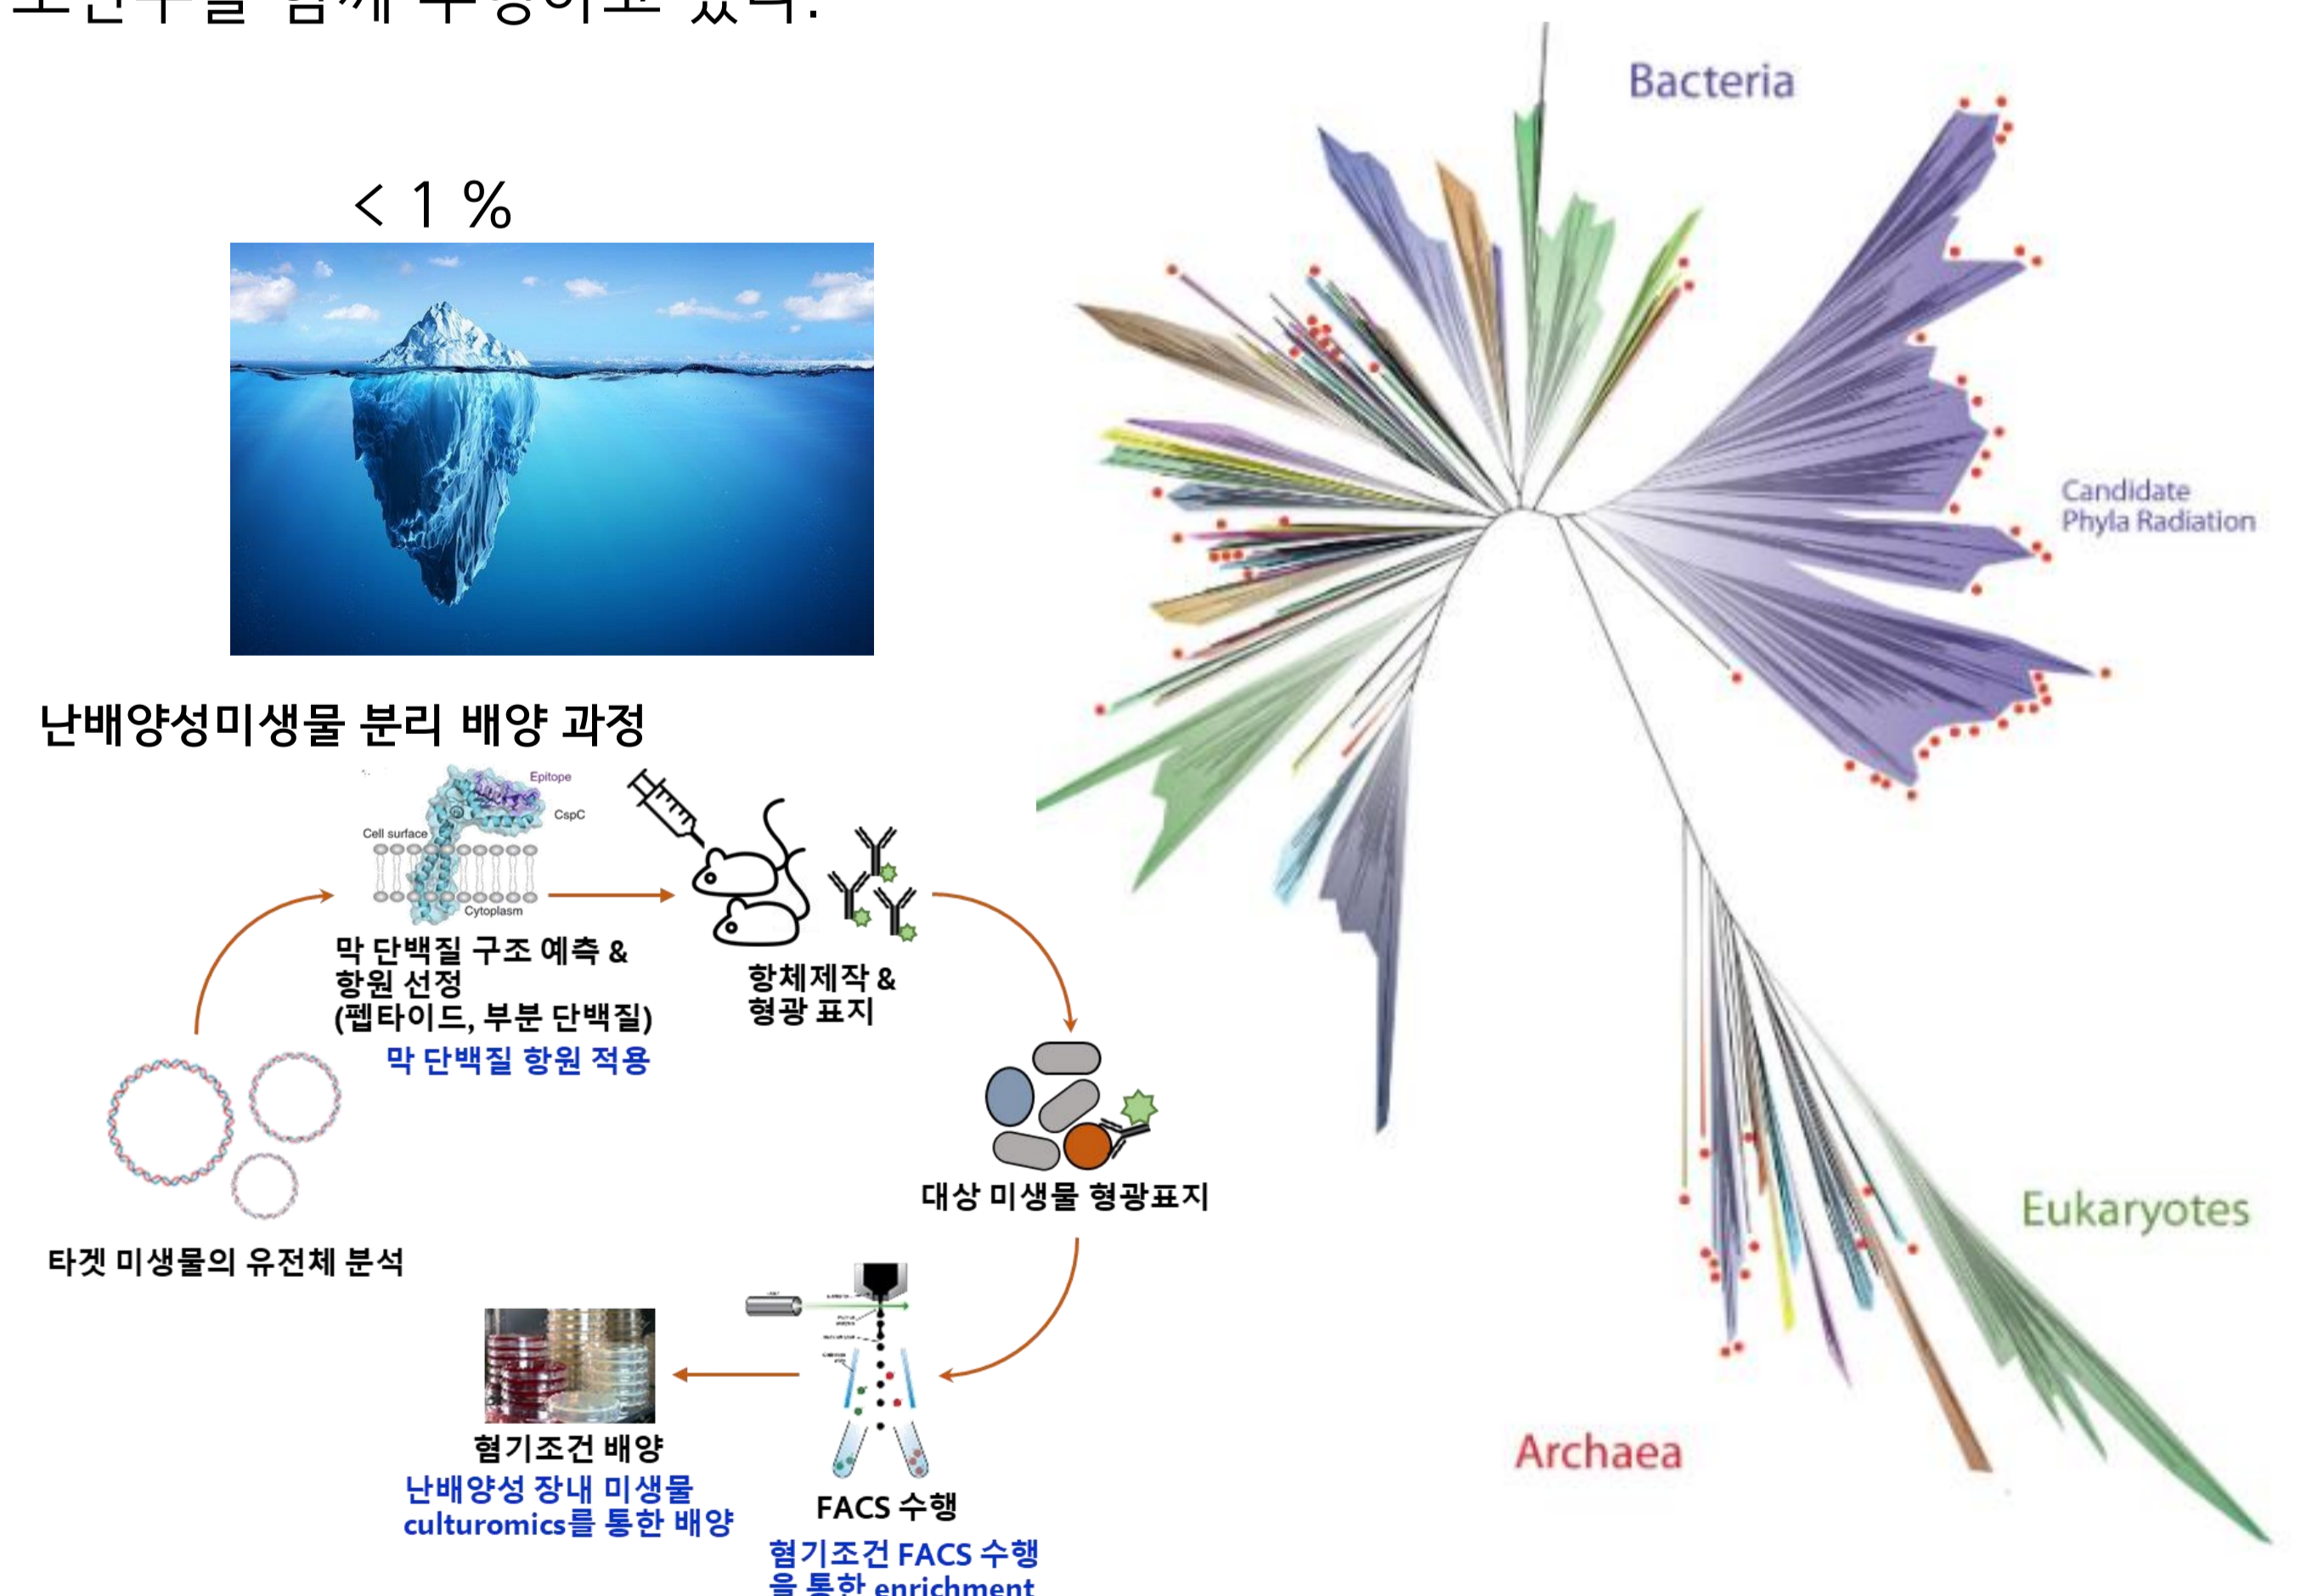 < 1 %
Bacteria
Candidate
Phyla Radiation
Eukaryotes
Archaea
난배양성미생물 분리 배양 과정
Epitope
CspC
Cell surface
Cytoplasm
막 단백질 구조 예측 &
항원 선정
(펩타이드, 부분 단백질)
막 단백질 항원 적용
항체제작 &
형광 표지
대상 미생물 형광표지
타겟 미생물의 유전체 분석
혐기조건 배양
난배양성 장내 미생물
culturomics를 통한 배양
FACS 수행
혐기조건 FACS 수행
을 통한 enrichment